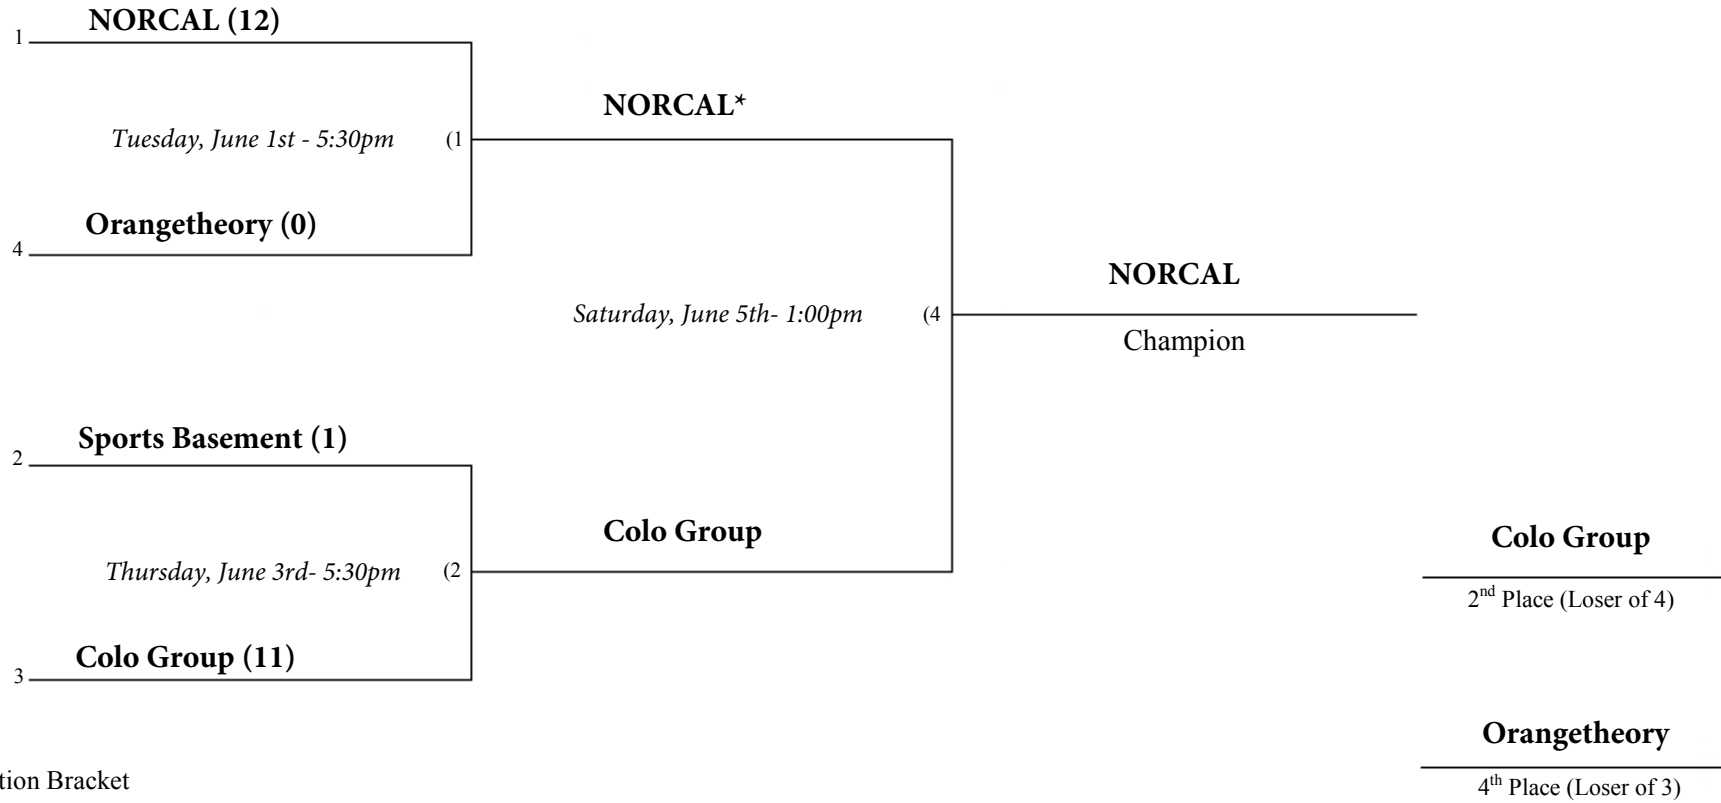 NORCAL (12)
1
NORCAL*
Tuesday, June 1st - 5:30pm (1
Orangetheory (0)
4
NORCAL
Saturday, June 5th- 1:00pm (4
Champion
Sports Basement (1)
2
Colo Group
Colo Group
Thursday, June 3rd- 5:30pm (2
2nd Place (Loser of 4)
Colo Group (11)
3
Orangetheory
tion Bracket
4th Place (Loser of 3)